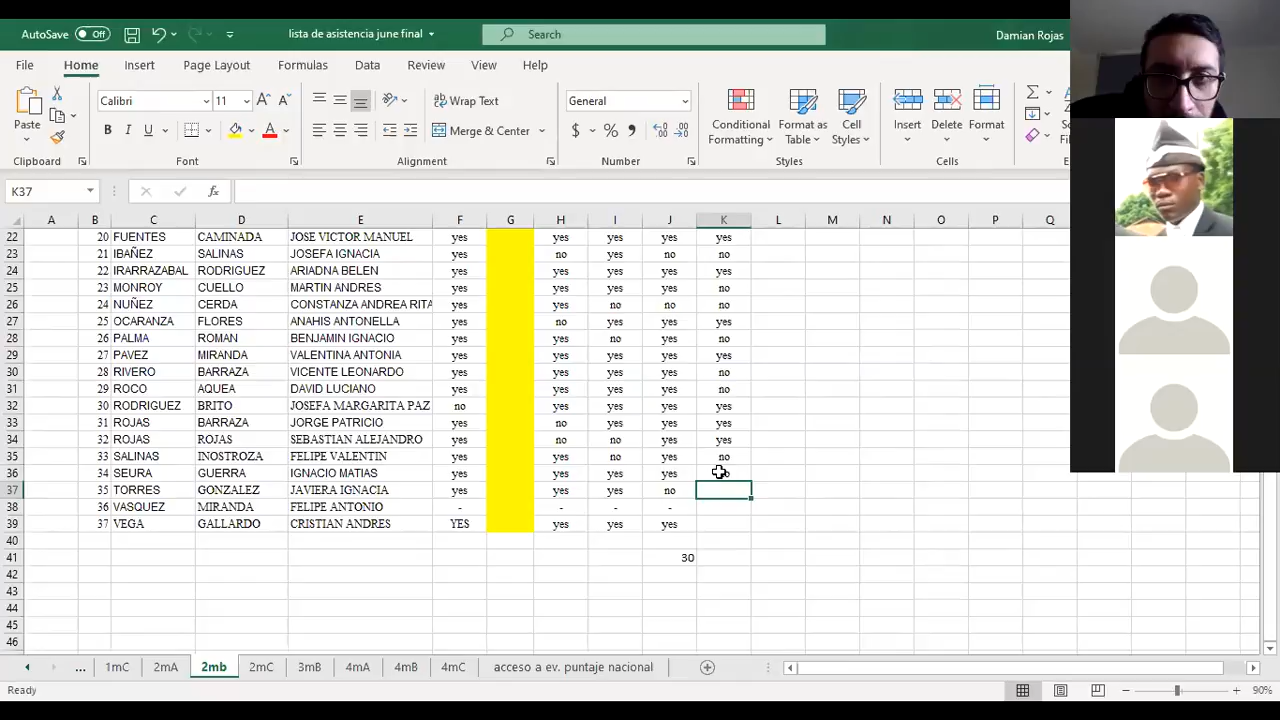 AutoSave Off lista de asistencia june final Search Damian Rojas
File Home Insert Page Layout Formulas Data Review View Help
Calibri 11 Wrap Text General
Paste B I U Merge & Center $ % Conditional Formatting Format as Table Cell Styles Insert Delete Format
Clipboard Font Alignment Number Styles Cells
K37 fx
A B C D E F G H I J K L M N O P Q
22 20 FUENTES CAMINADA JOSE VICTOR MANUEL yes yes yes yes yes
23 21 IBAÑEZ SALINAS JOSEFA IGNACIA yes no yes no no
24 22 IRARRAZABAL RODRIGUEZ ARIADNA BELEN yes yes yes yes yes
25 23 MONROY CUELLO MARTIN ANDRES yes yes yes yes no
26 24 NUÑEZ CERDA CONSTANZA ANDREA RITA yes yes no no no
27 25 OCARANZA FLORES ANAHIS ANTONELLA yes no yes yes yes
28 26 PALMA ROMAN BENJAMIN IGNACIO yes yes no yes no
29 27 PAVEZ MIRANDA VALENTINA ANTONIA yes yes yes yes yes
30 28 RIVERO BARRAZA VICENTE LEONARDO yes yes yes yes no
31 29 ROCO AQUEA DAVID LUCIANO yes yes yes yes no
32 30 RODRIGUEZ BRITO JOSEFA MARGARITA PAZ no yes yes yes yes
33 31 ROJAS BARRAZA JORGE PATRICIO yes no yes yes yes
34 32 ROJAS ROJAS SEBASTIAN ALEJANDRO yes no no yes yes
35 33 SALINAS INOSTROZA FELIPE VALENTIN yes yes no yes no
36 34 SEURA GUERRA IGNACIO MATIAS yes yes yes yes
37 35 TORRES GONZALEZ JAVIERA IGNACIA yes yes yes no
38 36 VASQUEZ MIRANDA FELIPE ANTONIO - - - -
39 37 VEGA GALLARDO CRISTIAN ANDRES YES yes yes yes
40
41 30
42
43
44
45
46
... 1mC 2mA 2mb 2mC 3mB 4mA 4mB 4mC acceso a ev. puntaje nacional
Ready 90%